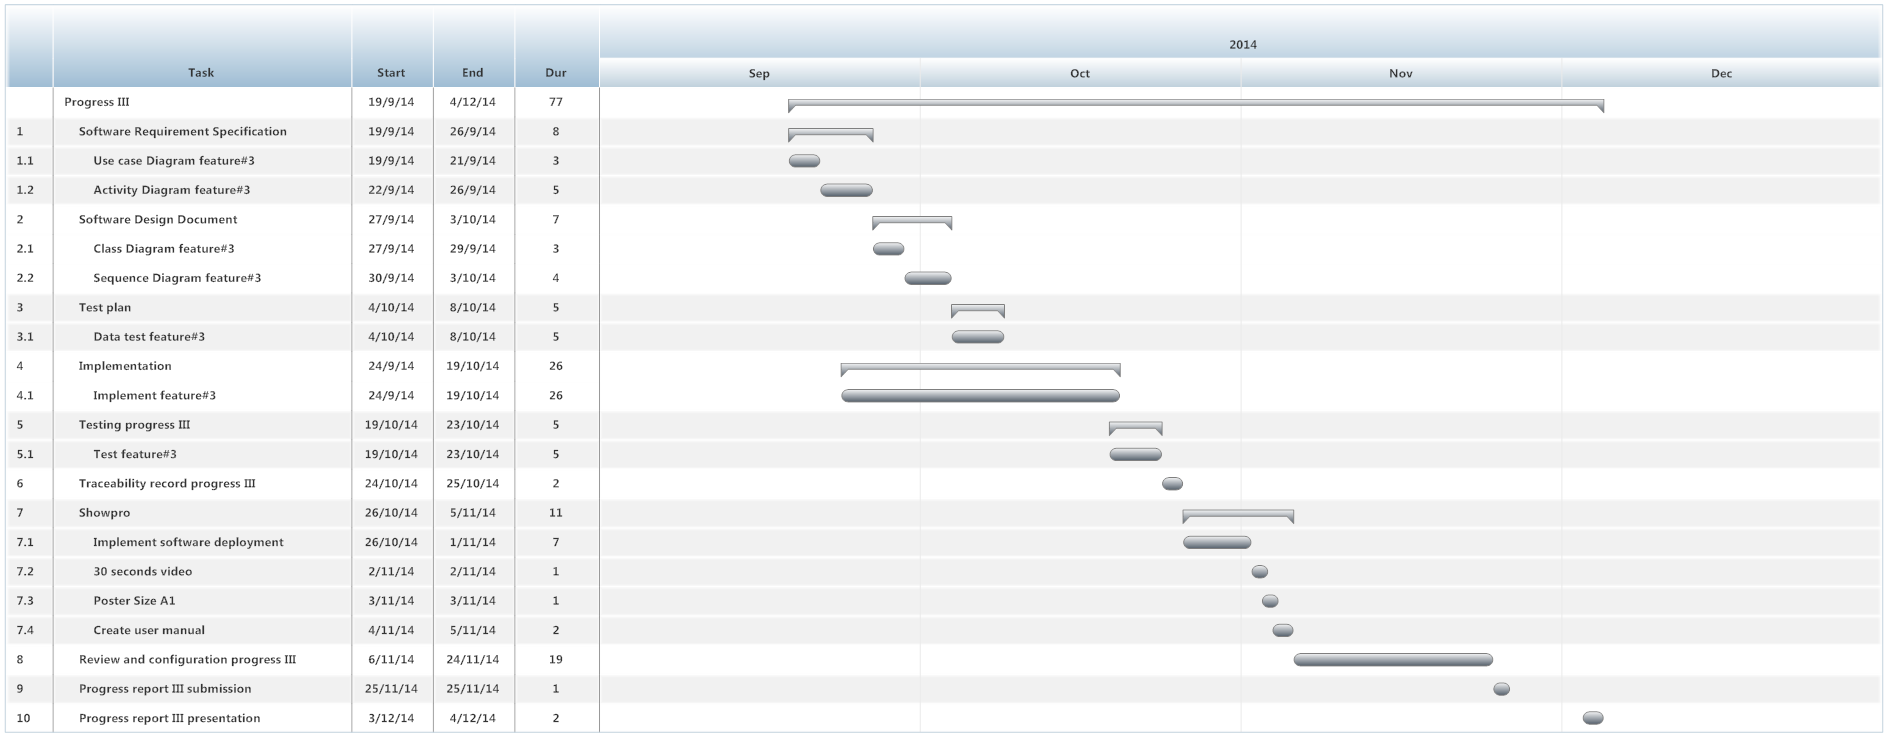 2014
Task Start End Dur Sep Oct Nov Dec
Progress III 19/9/14 4/12/14 77
1 Software Requirement Specification 19/9/14 26/9/14 8
1.1 Use case Diagram feature#3 19/9/14 21/9/14 3
1.2 Activity Diagram feature#3 22/9/14 26/9/14 5
2 Software Design Document 27/9/14 3/10/14 7
2.1 Class Diagram feature#3 27/9/14 29/9/14 3
2.2 Sequence Diagram feature#3 30/9/14 3/10/14 4
3 Test plan 4/10/14 8/10/14 5
3.1 Data test feature#3 4/10/14 8/10/14 5
4 Implementation 24/9/14 19/10/14 26
4.1 Implement feature#3 24/9/14 19/10/14 26
5 Testing progress III 19/10/14 23/10/14 5
5.1 Test feature#3 19/10/14 23/10/14 5
6 Traceability record progress III 24/10/14 25/10/14 2
7 Showpro 26/10/14 5/11/14 11
7.1 Implement software deployment 26/10/14 1/11/14 7
7.2 30 seconds video 2/11/14 2/11/14 1
7.3 Poster Size A1 3/11/14 3/11/14 1
7.4 Create user manual 4/11/14 5/11/14 2
8 Review and configuration progress III 6/11/14 24/11/14 19
9 Progress report III submission 25/11/14 25/11/14 1
10 Progress report III presentation 3/12/14 4/12/14 2